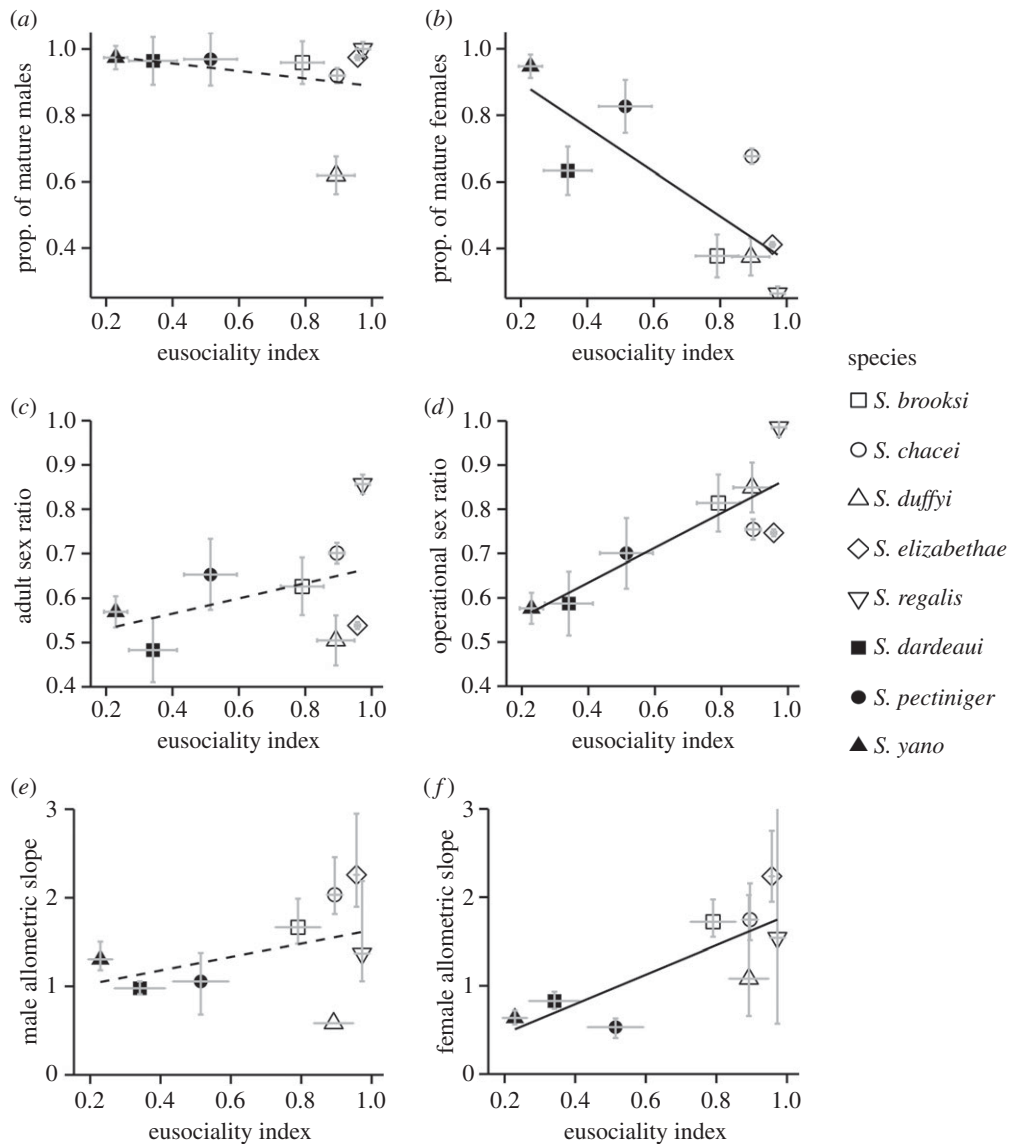 (a)
prop. of mature males
1.0
0.8
0.6
0.4
0.2 0.4 0.6 0.8 1.0
eusociality index
(b)
prop. of mature females
1.0
0.8
0.6
0.4
0.2 0.4 0.6 0.8 1.0
eusociality index
(c)
adult sex ratio
1.0
0.9
0.8
0.7
0.6
0.5
0.4
0.2 0.4 0.6 0.8 1.0
eusociality index
(d)
operational sex ratio
1.0
0.9
0.8
0.7
0.6
0.5
0.4
0.2 0.4 0.6 0.8 1.0
eusociality index
(e)
male allometric slope
3
2
1
0
0.2 0.4 0.6 0.8 1.0
eusociality index
(f)
female allometric slope
3
2
1
0
0.2 0.4 0.6 0.8 1.0
eusociality index
species
S. brooksi
S. chacei
S. duffyi
S. elizabethae
S. regalis
S. dardeaui
S. pectiniger
S. yano